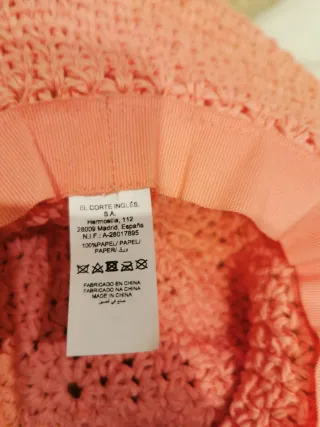 EL CORTE INGLÉS,
S.A.
Hermosilla, 112
28009 Madrid, España
N.I.F.: A-28017895
100%PAPEL/ PAPEL/
PAPER/ ورق
FABRICADO EN CHINA
FABRICADO NA CHINA
MADE IN CHINA
صنع في الصين